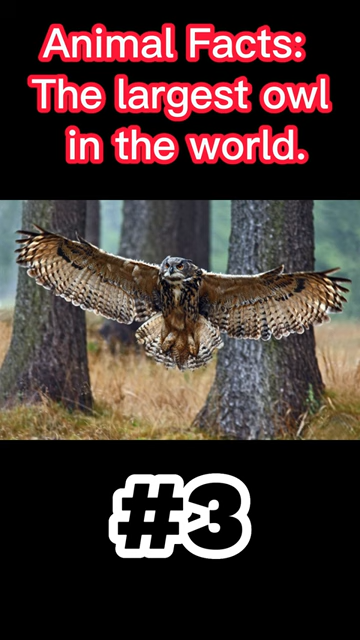 Animal Facts:
The largest owl
in the world.
#3